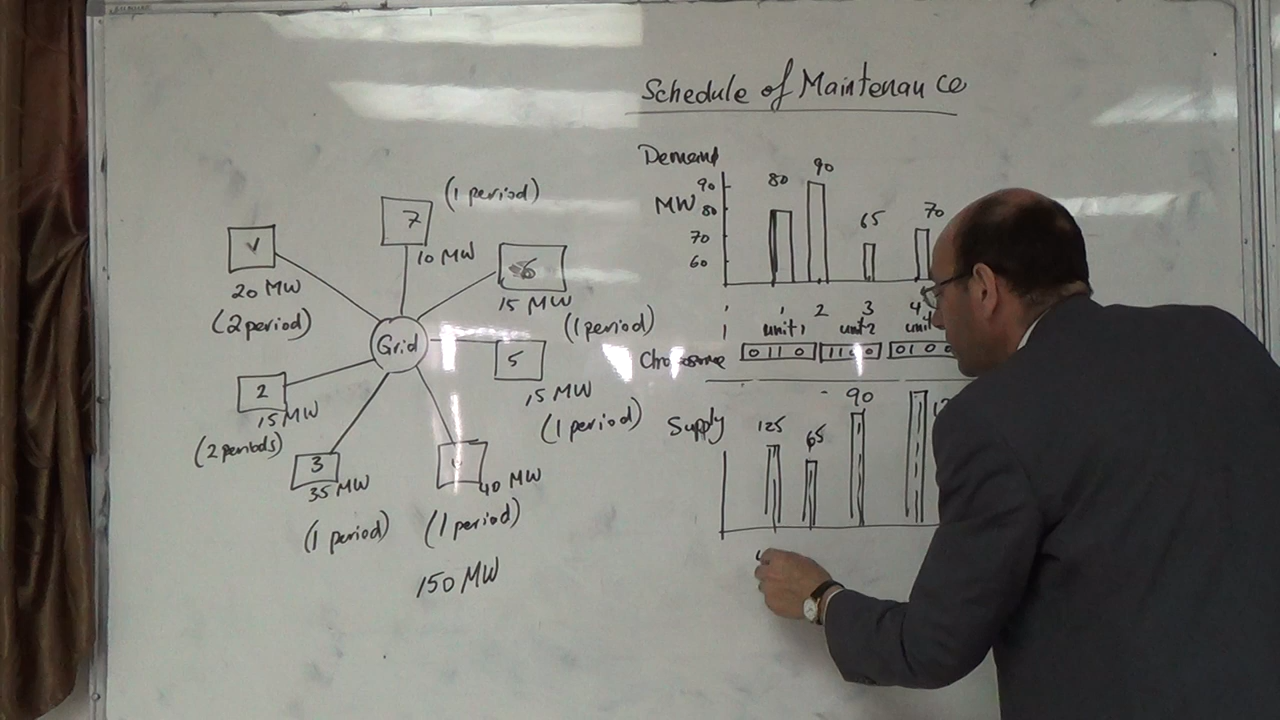 Schedule of Maintenance
Demand
MW
90
80
70
60
80
90
65
70
1 2 3 4
unit 1 unit 2 unit
Chromosome 0 1 1 0 1 1 0 0 0 1 0 0
Supply
125
65
90
7
(1 period)
10 MW
6
15 MW
(1 period)
5
15 MW
(1 period)
40 MW
(1 period)
3
35 MW
(1 period)
2
15 MW
(2 periods)
20 MW
(2 period)
Grid
150 MW